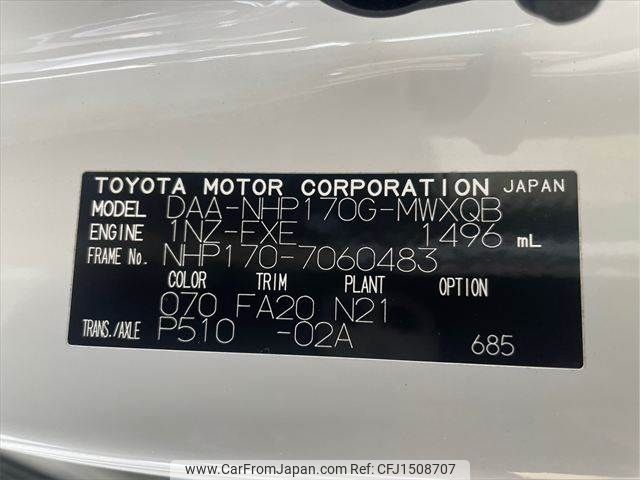 TOYOTA MOTOR CORPORATION JAPAN
MODEL DAA-NHP170G-MWXQB
ENGINE 1NZ-FXE 1496 mL
FRAME No. NHP170-7060483
COLOR TRIM PLANT OPTION
070 FA20 N21
TRANS./AXLE P510 -02A
685
www.CarFromJapan.com - ID: CFJ1508707